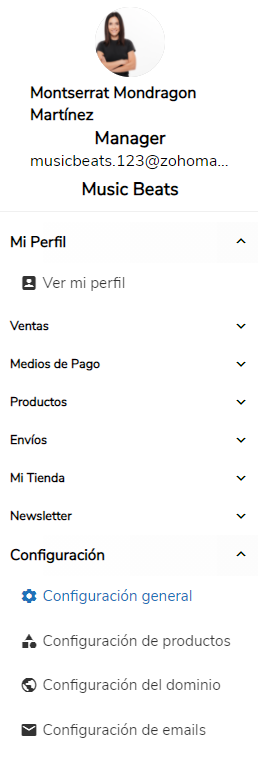 Montserrat Mondragon
Martínez
Manager
musicbeats.123@zohoma...
Music Beats
Mi Perfil
Ver mi perfil
Ventas
Medios de Pago
Productos
Envíos
Mi Tienda
Newsletter
Configuración
Configuración general
Configuración de productos
Configuración del dominio
Configuración de emails